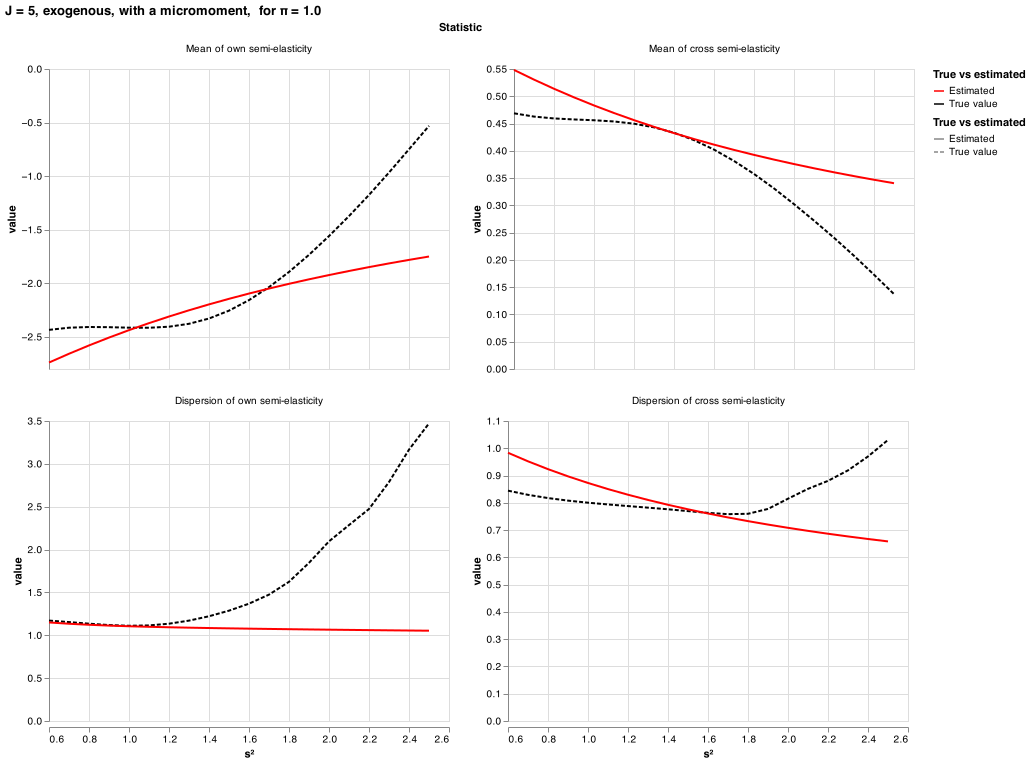 J = 5, exogenous, with a micromoment,  for π = 1.0
Statistic
Mean of own semi-elasticity
0.0
−0.5
−1.0
−1.5
−2.0
−2.5
value
Mean of cross semi-elasticity
0.55
0.50
0.45
0.40
0.35
0.30
0.25
0.20
0.15
0.10
0.05
0.00
value
True vs estimated
Estimated
True value
True vs estimated
Estimated
True value
Dispersion of own semi-elasticity
3.5
3.0
2.5
2.0
1.5
1.0
0.5
0.0
value
0.6 0.8 1.0 1.2 1.4 1.6 1.8 2.0 2.2 2.4 2.6
s²
Dispersion of cross semi-elasticity
1.1
1.0
0.9
0.8
0.7
0.6
0.5
0.4
0.3
0.2
0.1
0.0
value
0.6 0.8 1.0 1.2 1.4 1.6 1.8 2.0 2.2 2.4 2.6
s²